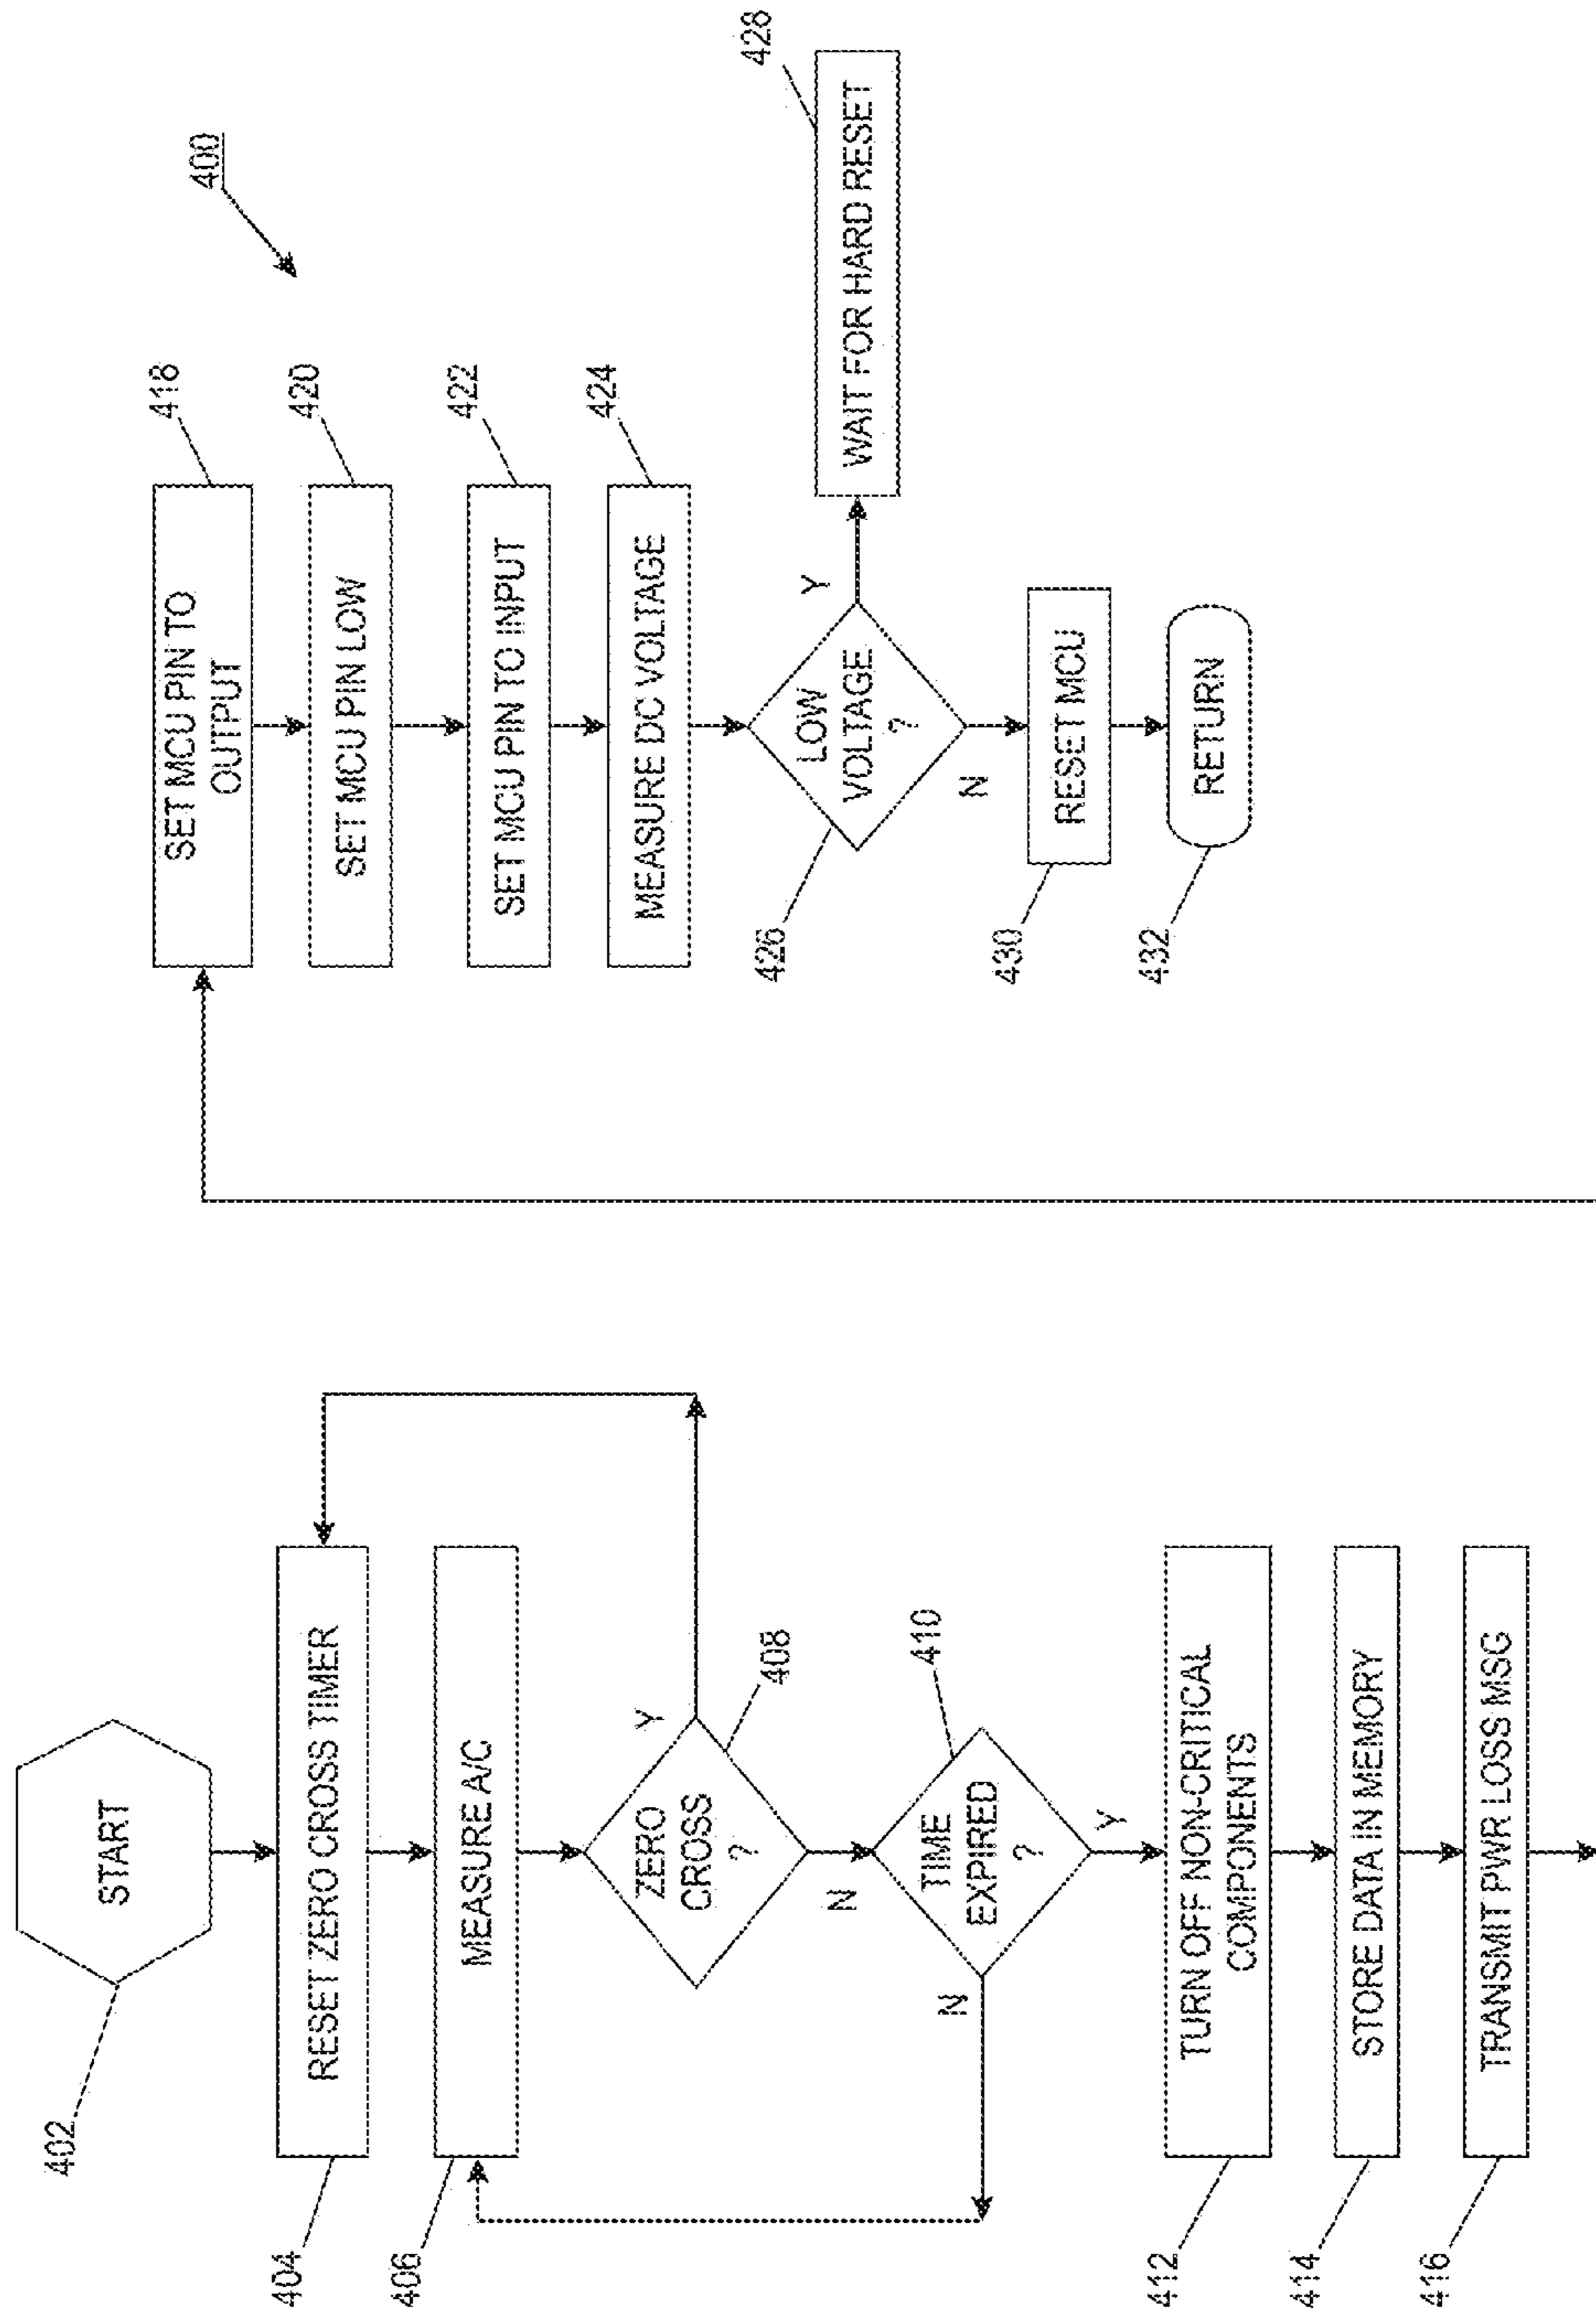 400
402
START
404
RESET ZERO CROSS TIMER
406
MEASURE A/C
ZERO
CROSS
?
Y
408
N
TIME
EXPIRED
?
410
N
Y
412
TURN OFF NON-CRITICAL
COMPONENTS
414
STORE DATA IN MEMORY
416
TRANSMIT PWR LOSS MSG
SET MCU PIN TO
OUTPUT
418
SET MCU PIN LOW
420
SET MCU PIN TO INPUT
422
MEASURE DC VOLTAGE
424
426
LOW
VOLTAGE
?
Y
WAIT FOR HARD RESET
428
N
430
RESET MCU
432
RETURN